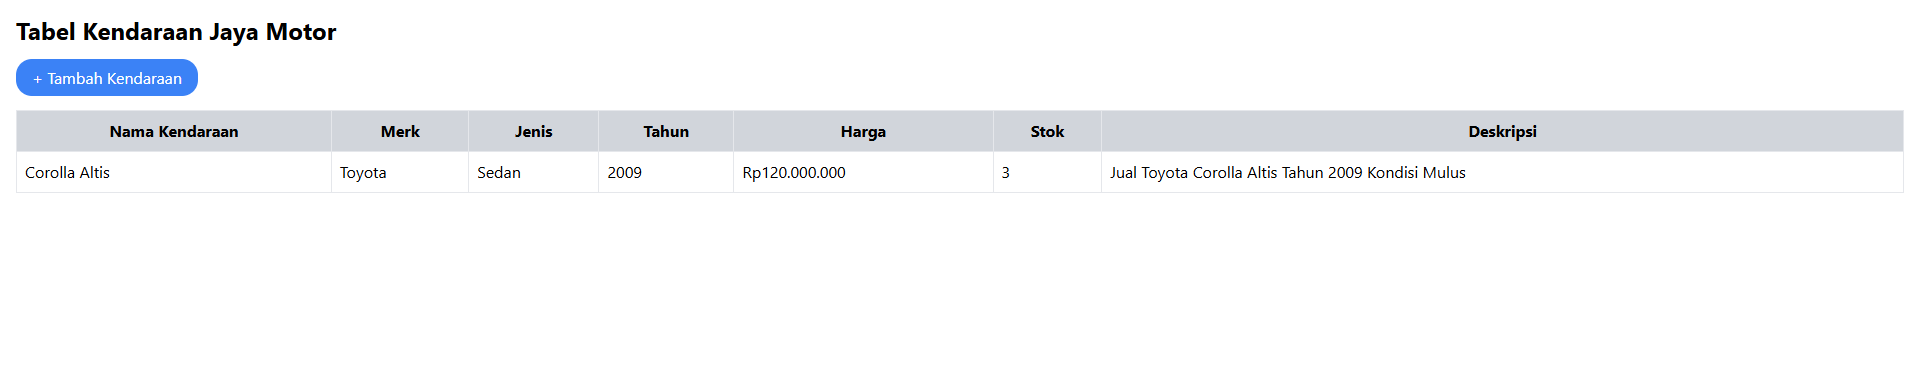 Tabel Kendaraan Jaya Motor
+ Tambah Kendaraan
Nama Kendaraan Merk Jenis Tahun Harga Stok Deskripsi
Corolla Altis Toyota Sedan 2009 Rp120.000.000 3 Jual Toyota Corolla Altis Tahun 2009 Kondisi Mulus